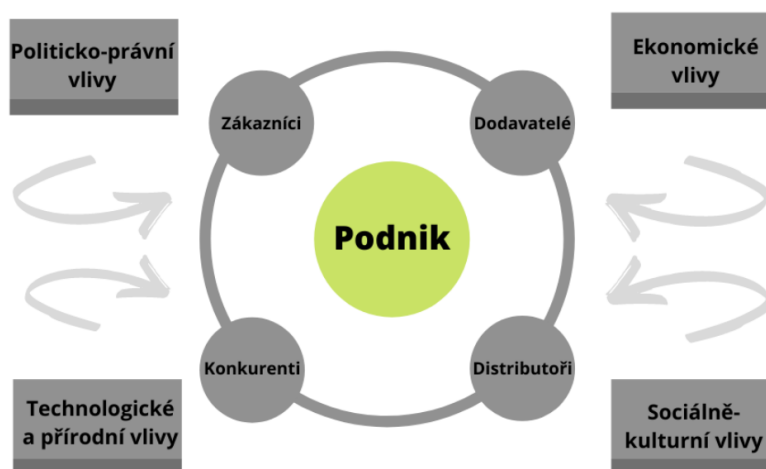 Politicko-právní
vlivy
Ekonomické
vlivy
Zákazníci
Dodavatelé
Podnik
Konkurenti
Distributoři
Technologické
a přírodní vlivy
Sociálně-
kulturní vlivy